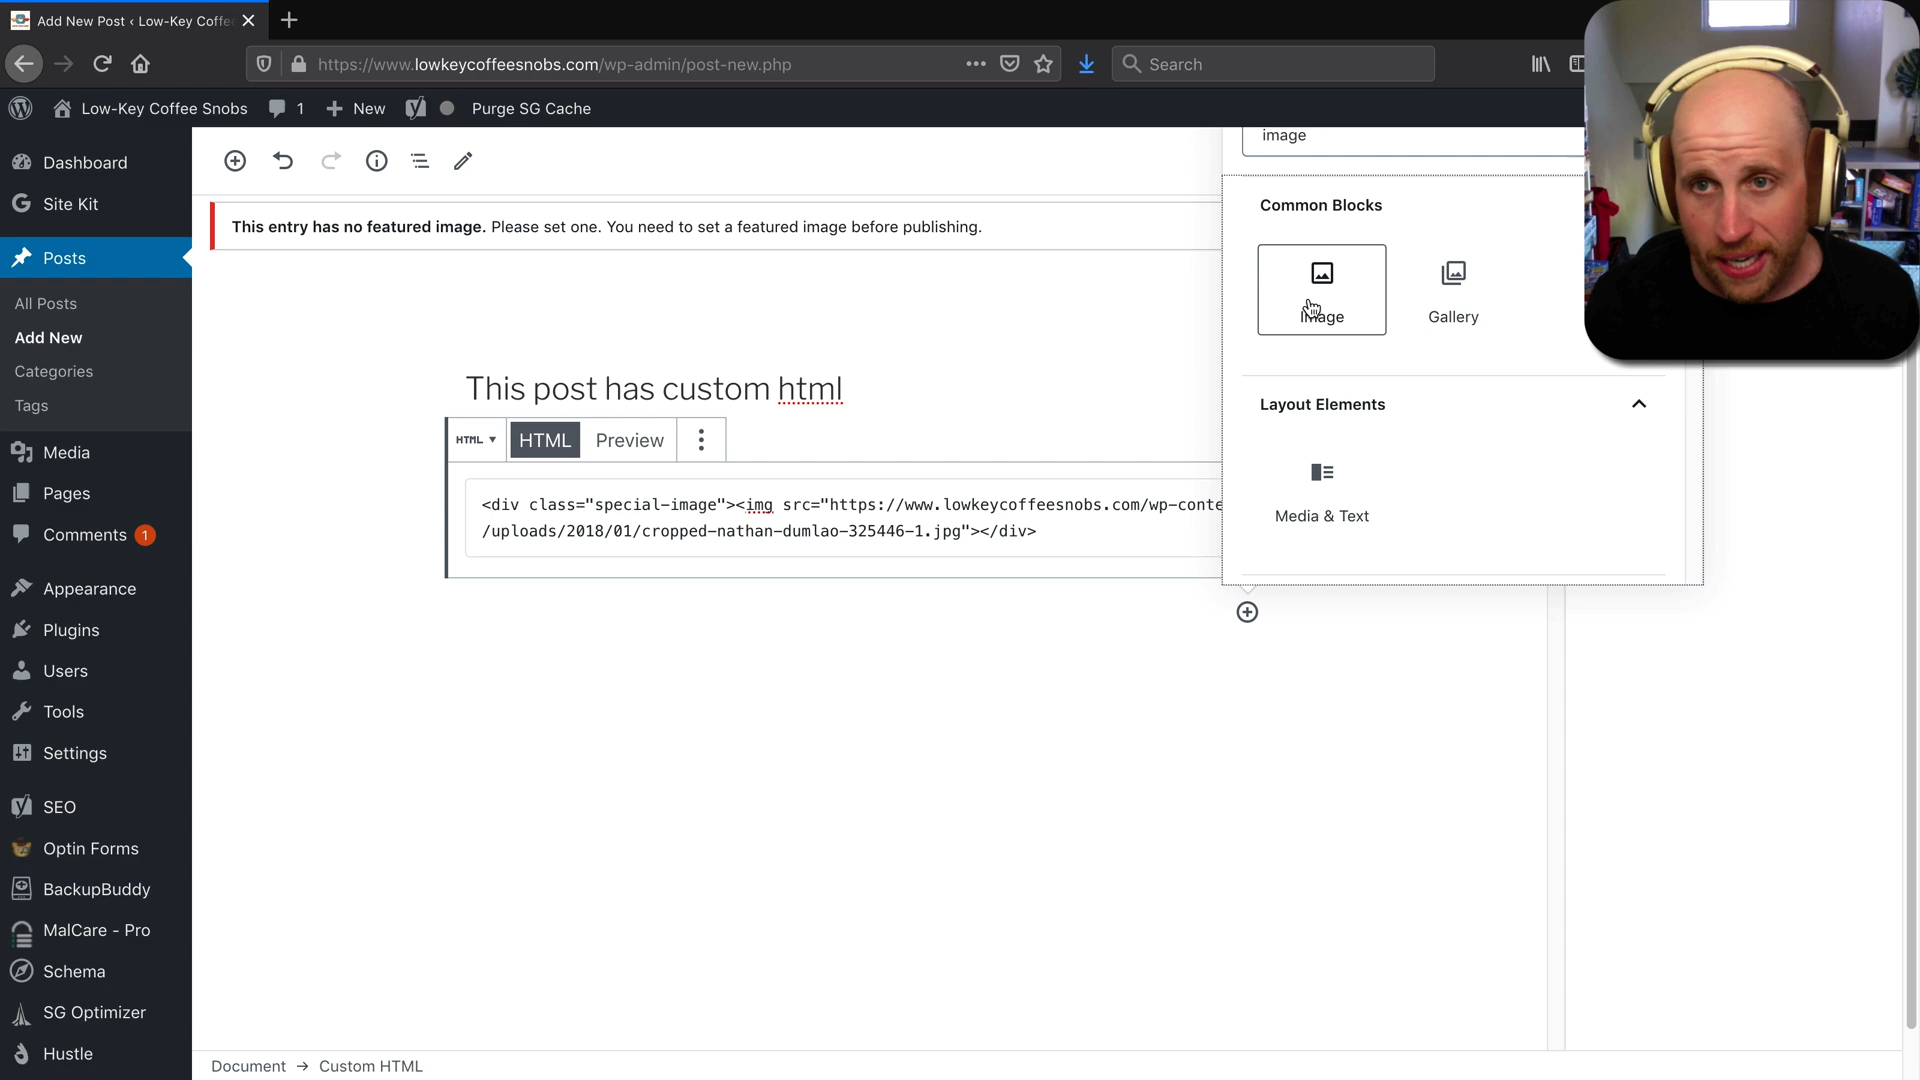 Add New Post ‹ Low-Key Coffe
https://www.lowkeycoffeesnobs.com/wp-admin/post-new.php
Search
Low-Key Coffee Snobs
1
New
Purge SG Cache
Dashboard
Site Kit
Posts
All Posts
Add New
Categories
Tags
Media
Pages
Comments 1
Appearance
Plugins
Users
Tools
Settings
SEO
Optin Forms
BackupBuddy
MalCare - Pro
Schema
SG Optimizer
Hustle
This entry has no featured image. Please set one. You need to set a featured image before publishing.
This post has custom html
HTML
HTML
Preview
<div class="special-image"><img src="https://www.lowkeycoffeesnobs.com/wp-conte
/uploads/2018/01/cropped-nathan-dumlao-325446-1.jpg"></div>
image
Common Blocks
Image
Gallery
Layout Elements
Media & Text
Document → Custom HTML